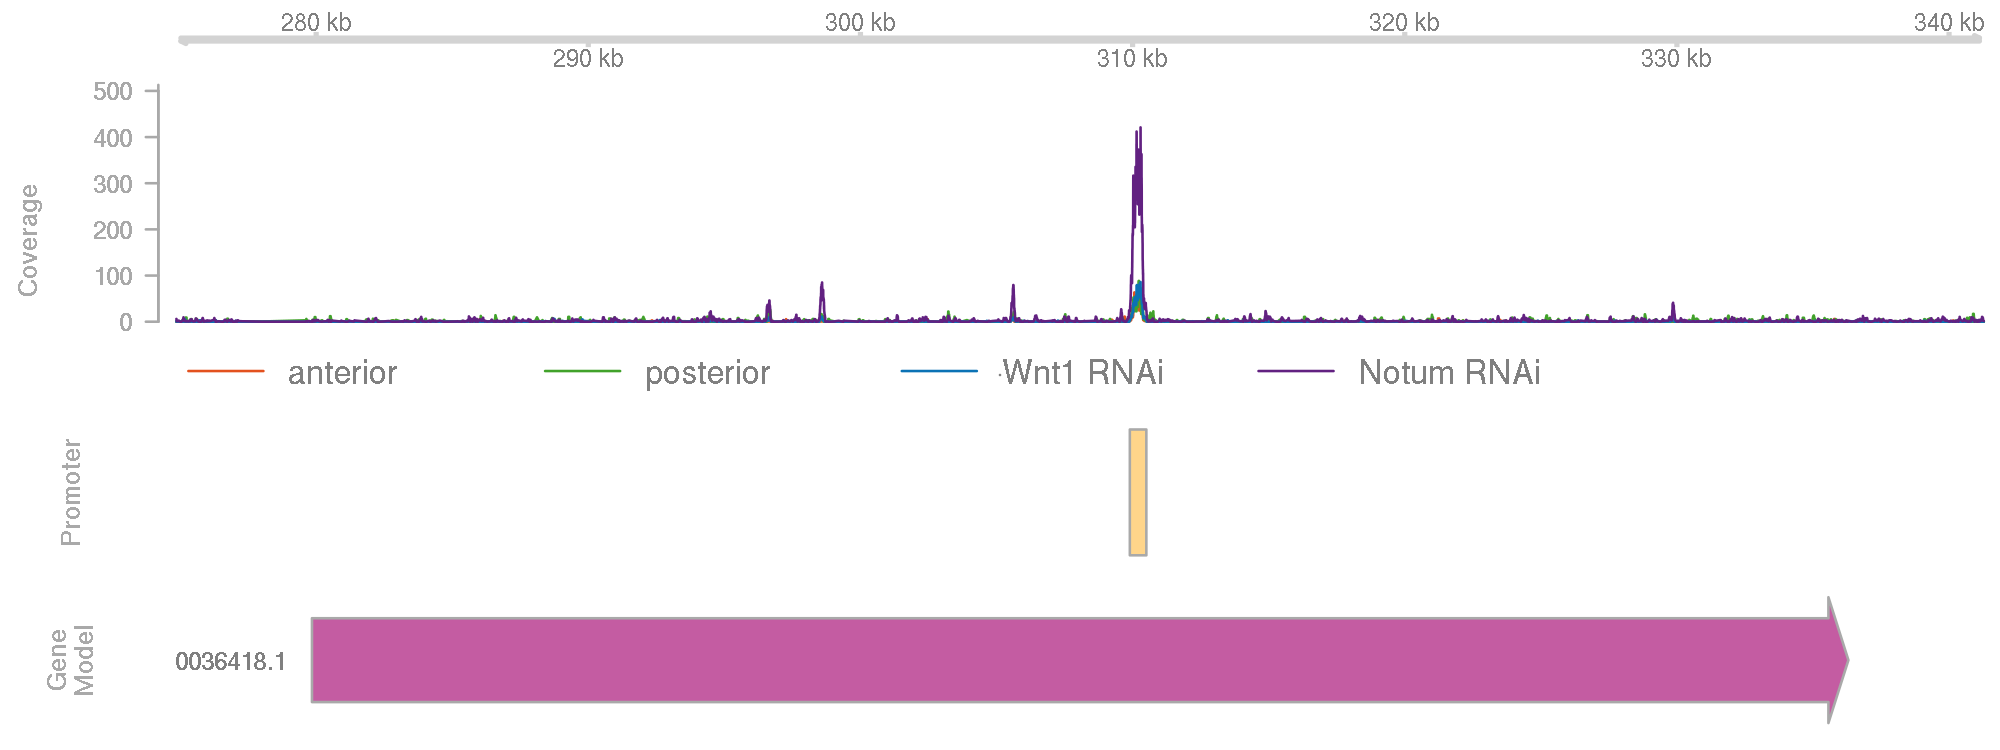 280 kb 300 kb 320 kb 340 kb
290 kb 310 kb 330 kb
500
400
300
200
100
0
Coverage
anterior posterior Wnt1 RNAi Notum RNAi
Promoter
Gene
Model
0036418.1